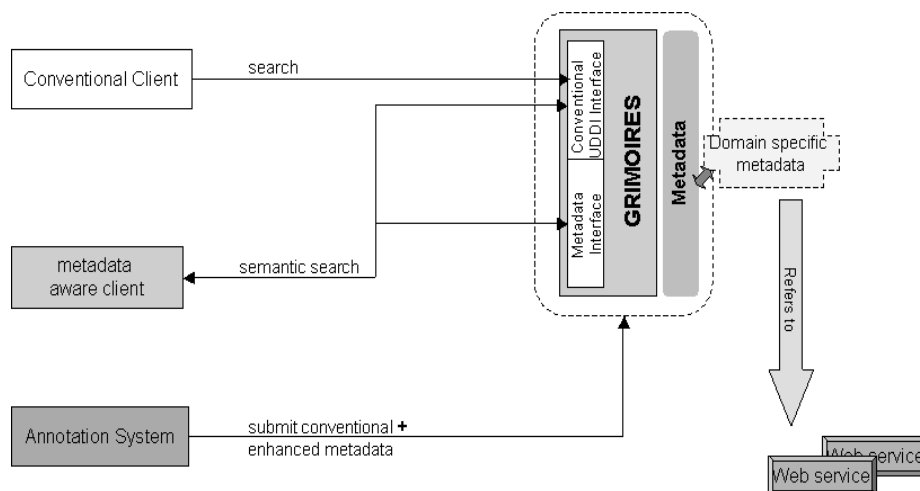 Conventional Client
search
Conventional
UDDI Interface
Metadata
Interface
GRIMOIRES
Metadata
Domain specific
metadata
metadata
aware client
semantic search
Refers to
Annotation System
submit conventional +
enhanced metadata
Web service
Web service